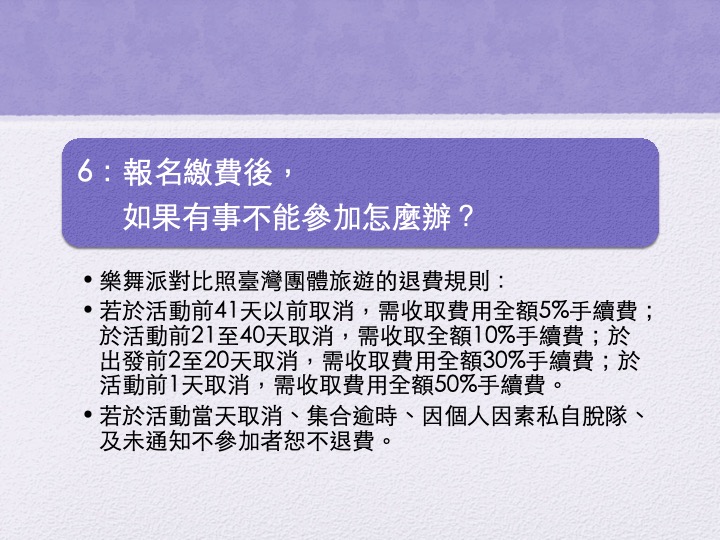 6：報名繳費後，
如果有事不能參加怎麼辦？
• 樂舞派對比照臺灣團體旅遊的退費規則：
• 若於活動前41天以前取消，需收取費用全額5%手續費；
於活動前21至40天取消，需收取全額10%手續費；於
出發前2至20天取消，需收取費用全額30%手續費；於
活動前1天取消，需收取費用全額50%手續費。
• 若於活動當天取消、集合逾時、因個人因素私自脫隊、
及未通知不參加者恕不退費。